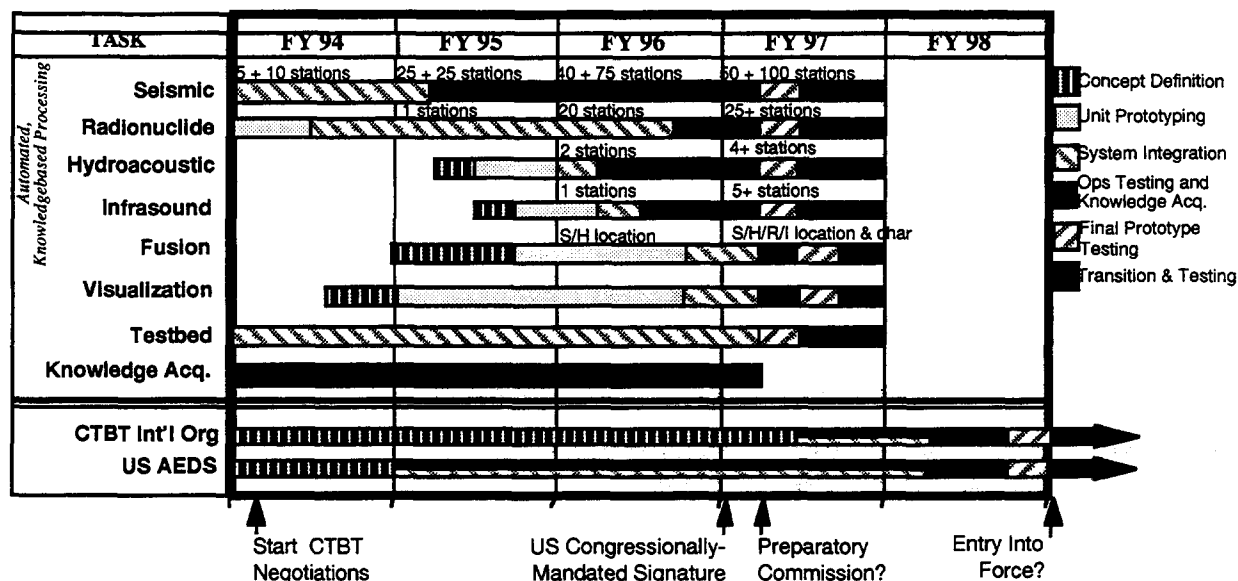 TASK
FY 94
FY 95
FY 96
FY 97
FY 98
Automated,
Knowledgebased Processing
Seismic
5 + 10 stations
25 + 25 stations
40 + 75 stations
50 + 100 stations
Radionuclide
1 stations
20 stations
25+ stations
Hydroacoustic
2 stations
4+ stations
Infrasound
1 stations
5+ stations
Fusion
S/H location
S/H/R/I location & char
Visualization
Testbed
Knowledge Acq.
CTBT Int'l Org
US AEDS
Concept Definition
Unit Prototyping
System Integration
Ops Testing and
Knowledge Acq.
Final Prototype
Testing
Transition & Testing
Start CTBT
Negotiations
US Congressionally-
Mandated Signature
Preparatory
Commission?
Entry Into
Force?